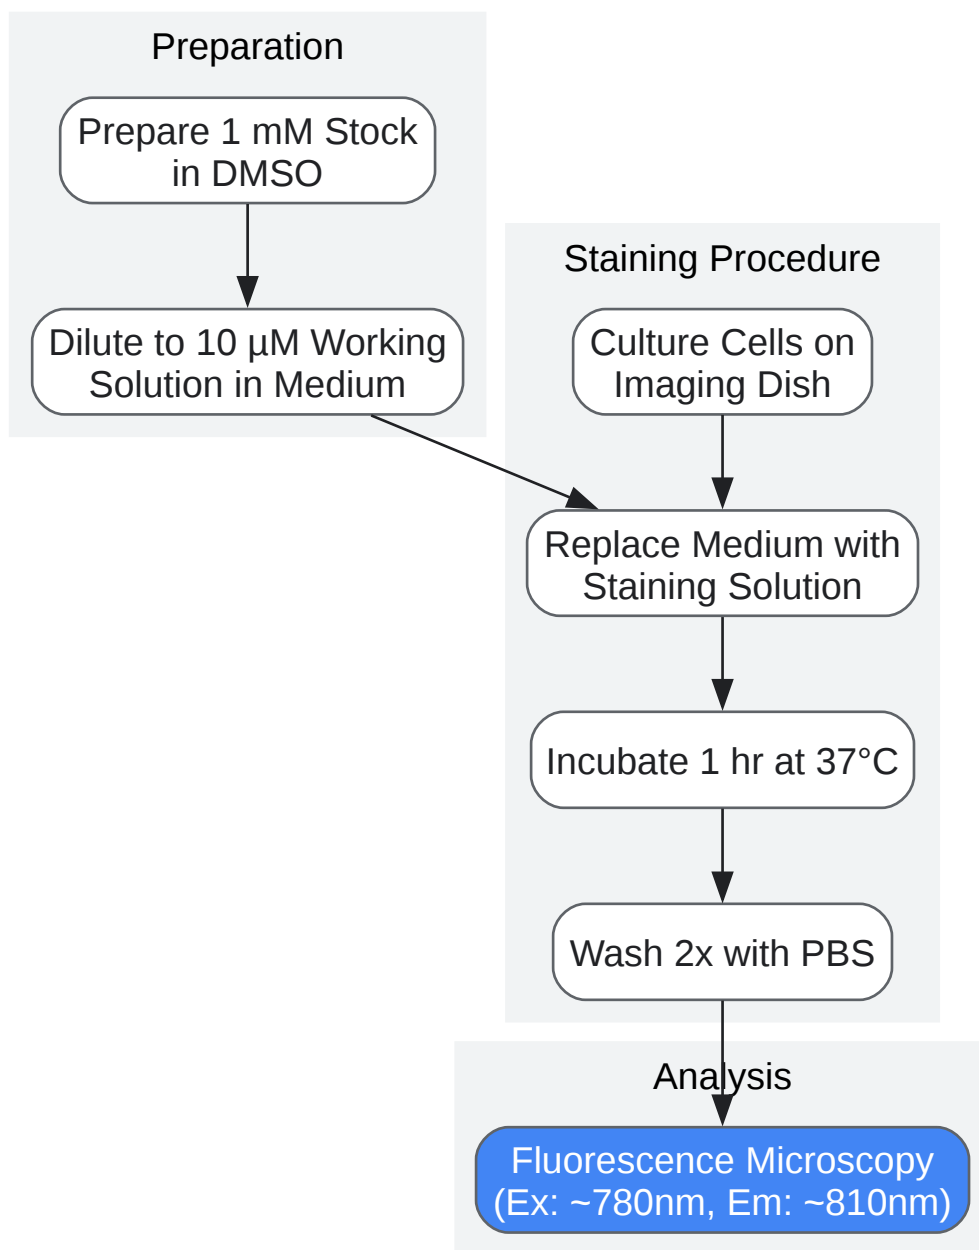 Preparation
Prepare 1 mM Stock
in DMSO
Dilute to 10 µM Working
Solution in Medium
Staining Procedure
Culture Cells on
Imaging Dish
Replace Medium with
Staining Solution
Incubate 1 hr at 37°C
Wash 2x with PBS
Analysis
Fluorescence Microscopy
(Ex: ~780nm, Em: ~810nm)